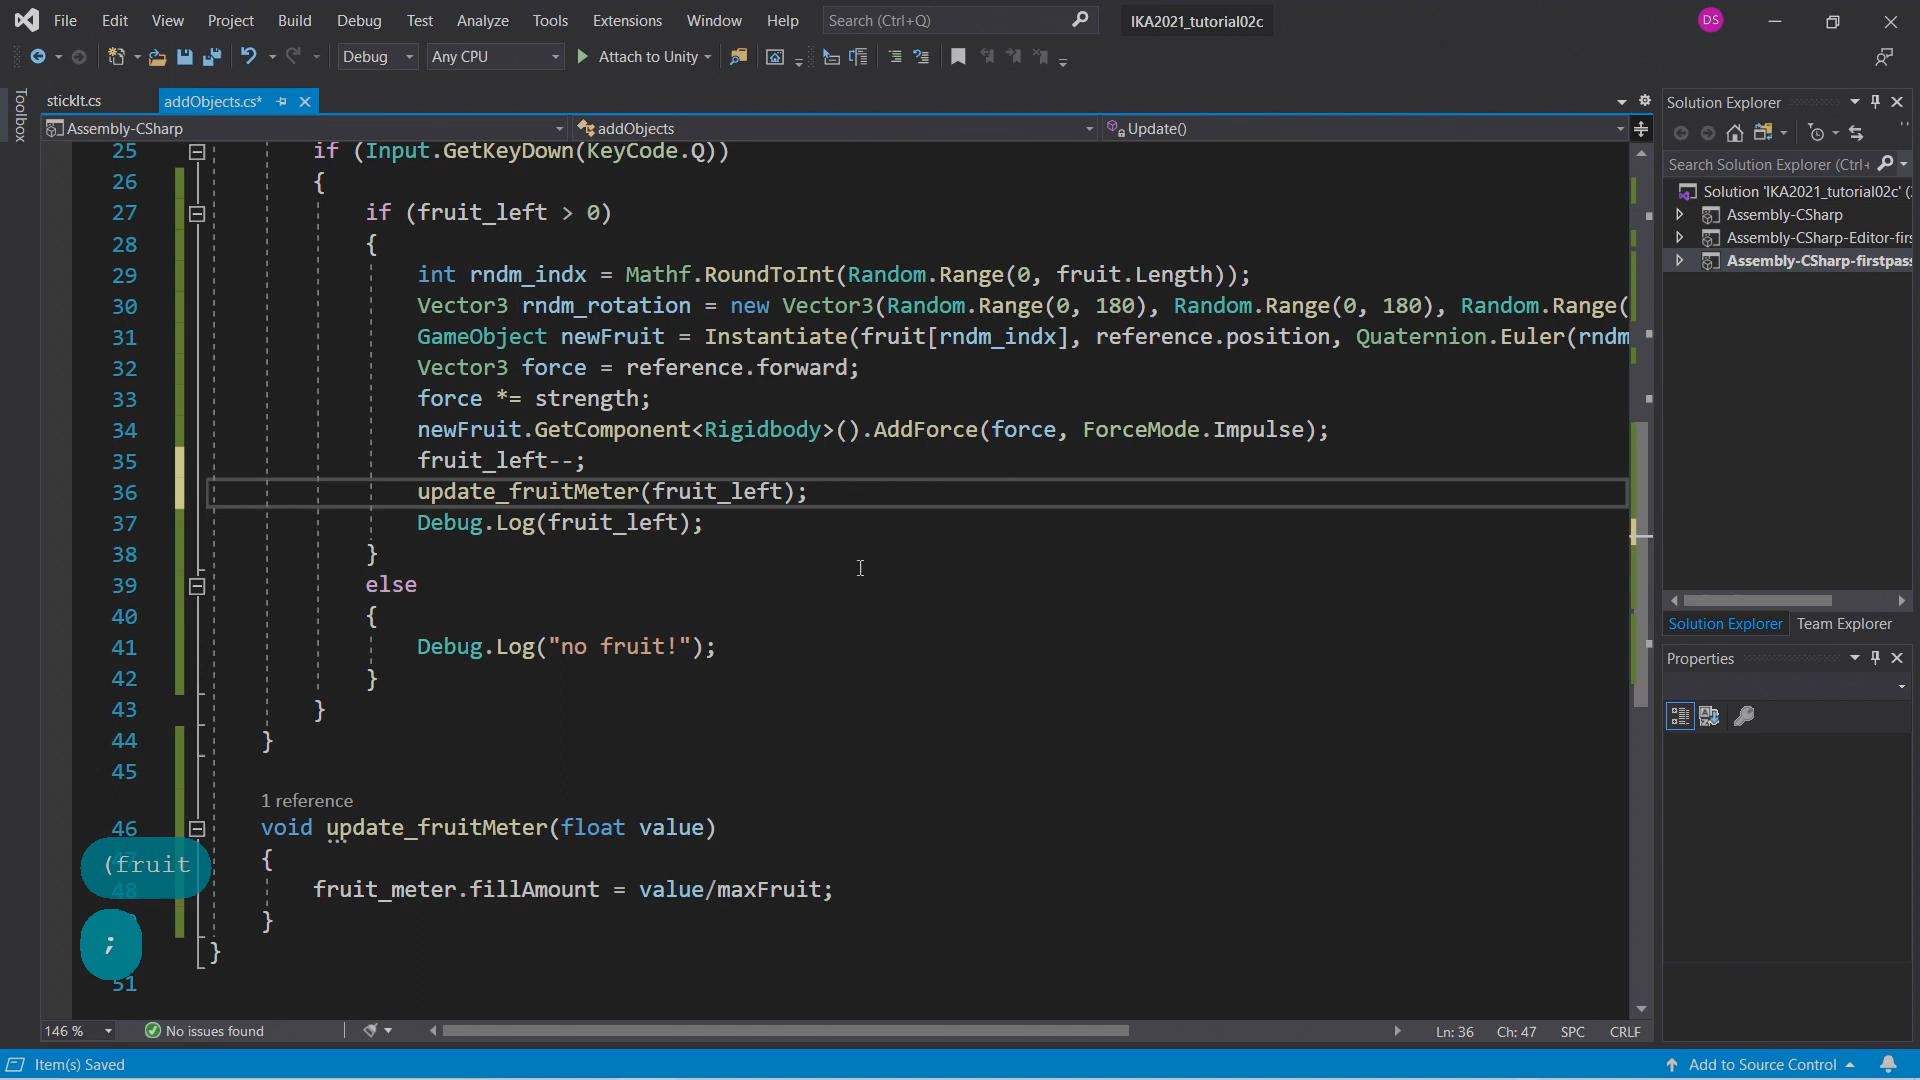 File Edit View Project Build Debug Test Analyze Tools Extensions Window Help Search (Ctrl+Q) IKA2021_tutorial02c DS
Debug Any CPU Attach to Unity
Toolbox
stickIt.cs addObjects.cs*
Assembly-CSharp addObjects Update()
25 if (Input.GetKeyDown(KeyCode.Q))
26 {
27 if (fruit_left > 0)
28 {
29 int rndm_indx = Mathf.RoundToInt(Random.Range(0, fruit.Length));
30 Vector3 rndm_rotation = new Vector3(Random.Range(0, 180), Random.Range(0, 180), Random.Range(
31 GameObject newFruit = Instantiate(fruit[rndm_indx], reference.position, Quaternion.Euler(rndm
32 Vector3 force = reference.forward;
33 force *= strength;
34 newFruit.GetComponent<Rigidbody>().AddForce(force, ForceMode.Impulse);
35 fruit_left--;
36 update_fruitMeter(fruit_left);
37 Debug.Log(fruit_left);
38 }
39 else
40 {
41 Debug.Log("no fruit!");
42 }
43 }
44 }
45
1 reference
46 void update_fruitMeter(float value)
{
(fruit
48 fruit_meter.fillAmount = value/maxFruit;
}
;
}
51
146 % No issues found Ln: 36 Ch: 47 SPC CRLF
Item(s) Saved Add to Source Control
Solution Explorer
Search Solution Explorer (Ctrl+
Solution 'IKA2021_tutorial02c' (
Assembly-CSharp
Assembly-CSharp-Editor-firs
Assembly-CSharp-firstpass
Solution Explorer Team Explorer
Properties